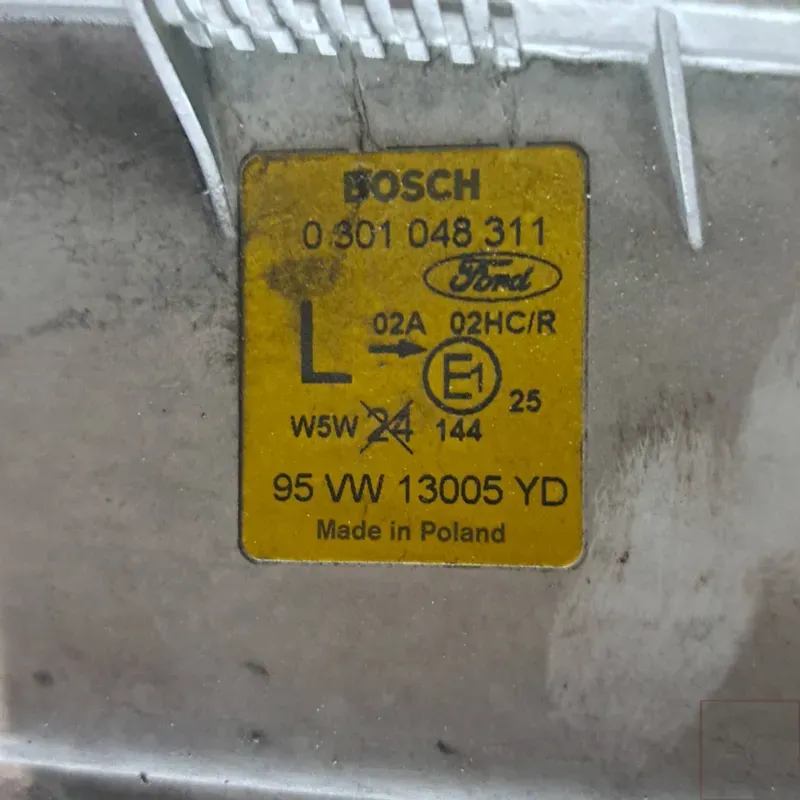 BOSCH
0 301 048 311
Ford
L 02A 02HC/R
E1
25
W5W 24 144
95 VW 13005 YD
Made in Poland